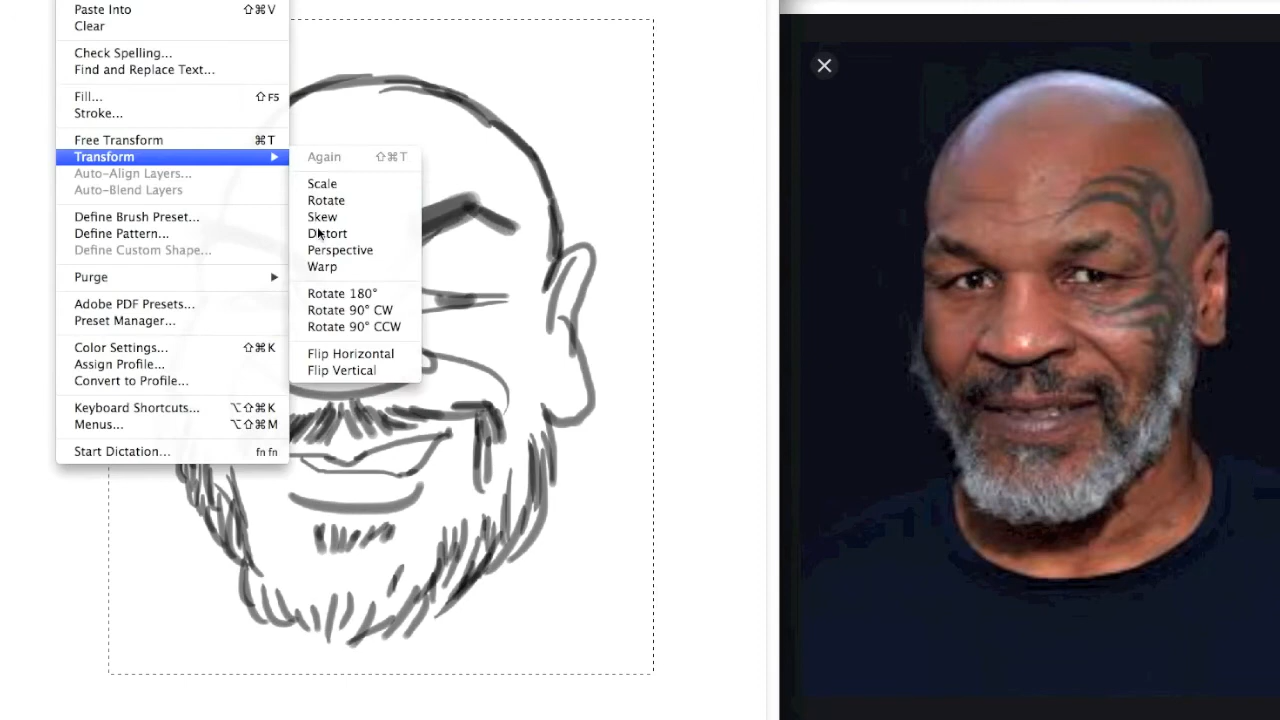 Paste Into ⇧⌘V
Clear
Check Spelling...
Find and Replace Text...
Fill... ⇧F5
Stroke...
Free Transform ⌘T
Transform
Auto-Align Layers...
Auto-Blend Layers
Define Brush Preset...
Define Pattern...
Define Custom Shape...
Purge
Adobe PDF Presets...
Preset Manager...
Color Settings... ⇧⌘K
Assign Profile...
Convert to Profile...
Keyboard Shortcuts... ⌥⇧⌘K
Menus... ⌥⇧⌘M
Start Dictation... fn fn
Again ⇧⌘T
Scale
Rotate
Skew
Distort
Perspective
Warp
Rotate 180°
Rotate 90° CW
Rotate 90° CCW
Flip Horizontal
Flip Vertical